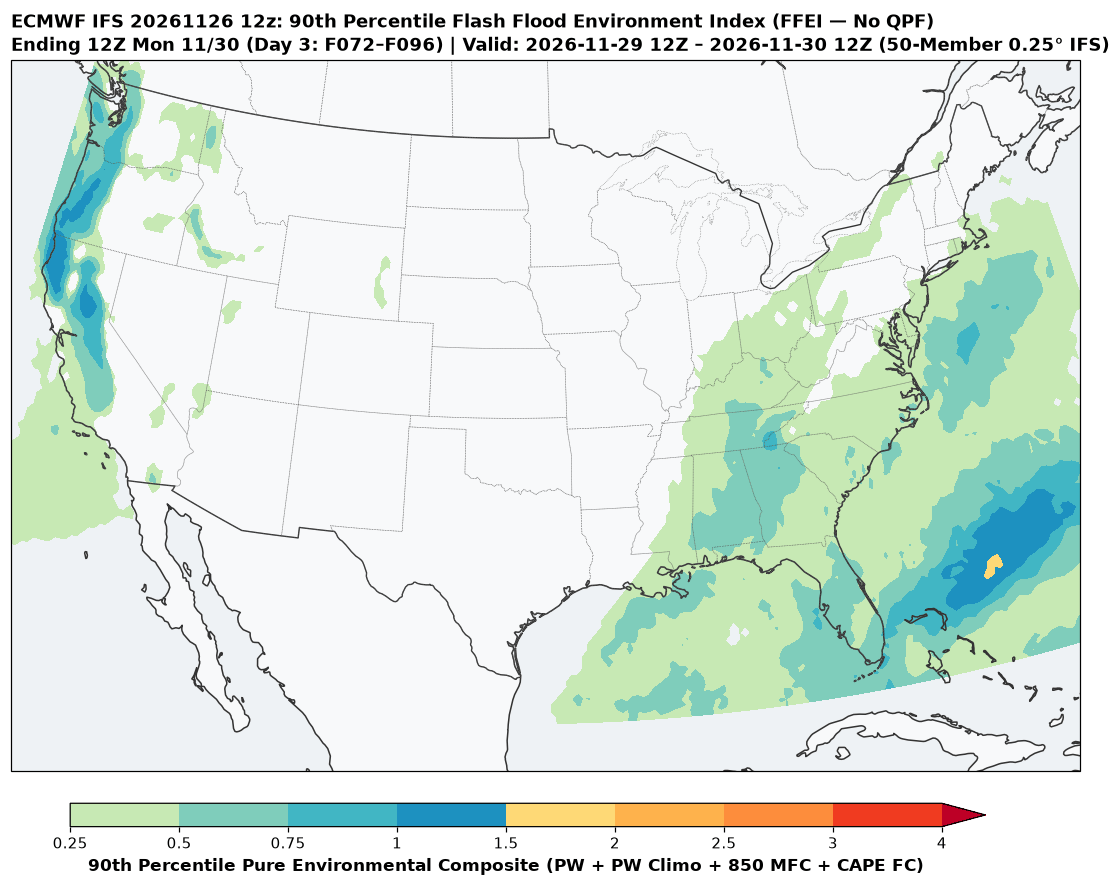 ECMWF IFS 20261126 12z: 90th Percentile Flash Flood Environment Index (FFEI — No QPF)
Ending 12Z Mon 11/30 (Day 3: F072–F096) | Valid: 2026-11-29 12Z – 2026-11-30 12Z (50-Member 0.25° IFS)
0.25 0.5 0.75 1 1.5 2 2.5 3 4
90th Percentile Pure Environmental Composite (PW + PW Climo + 850 MFC + CAPE FC)